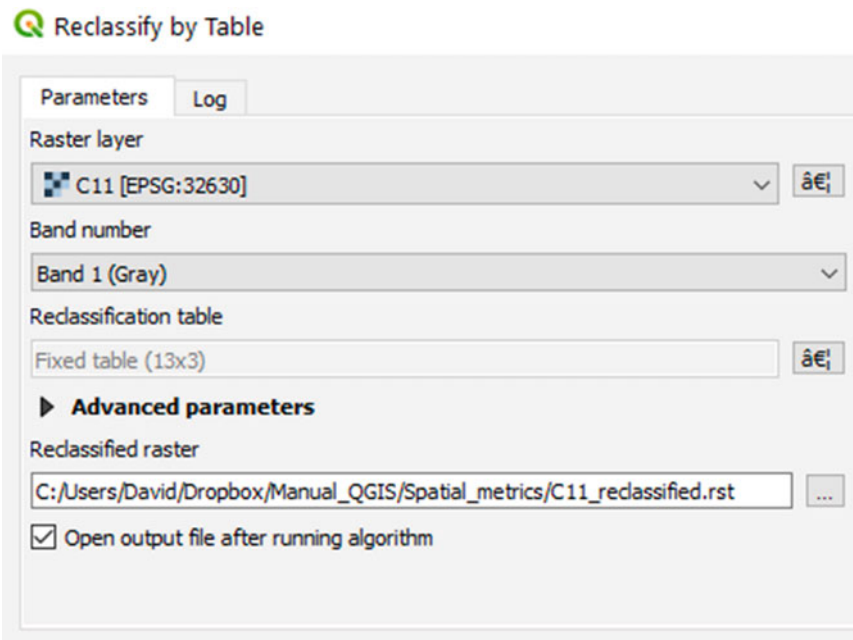 Reclassify by Table
Parameters Log
Raster layer
C11 [EPSG:32630] â€¦
Band number
Band 1 (Gray)
Reclassification table
Fixed table (13x3) â€¦
Advanced parameters
Reclassified raster
C:/Users/David/Dropbox/Manual_QGIS/Spatial_metrics/C11_reclassified.rst ...
Open output file after running algorithm